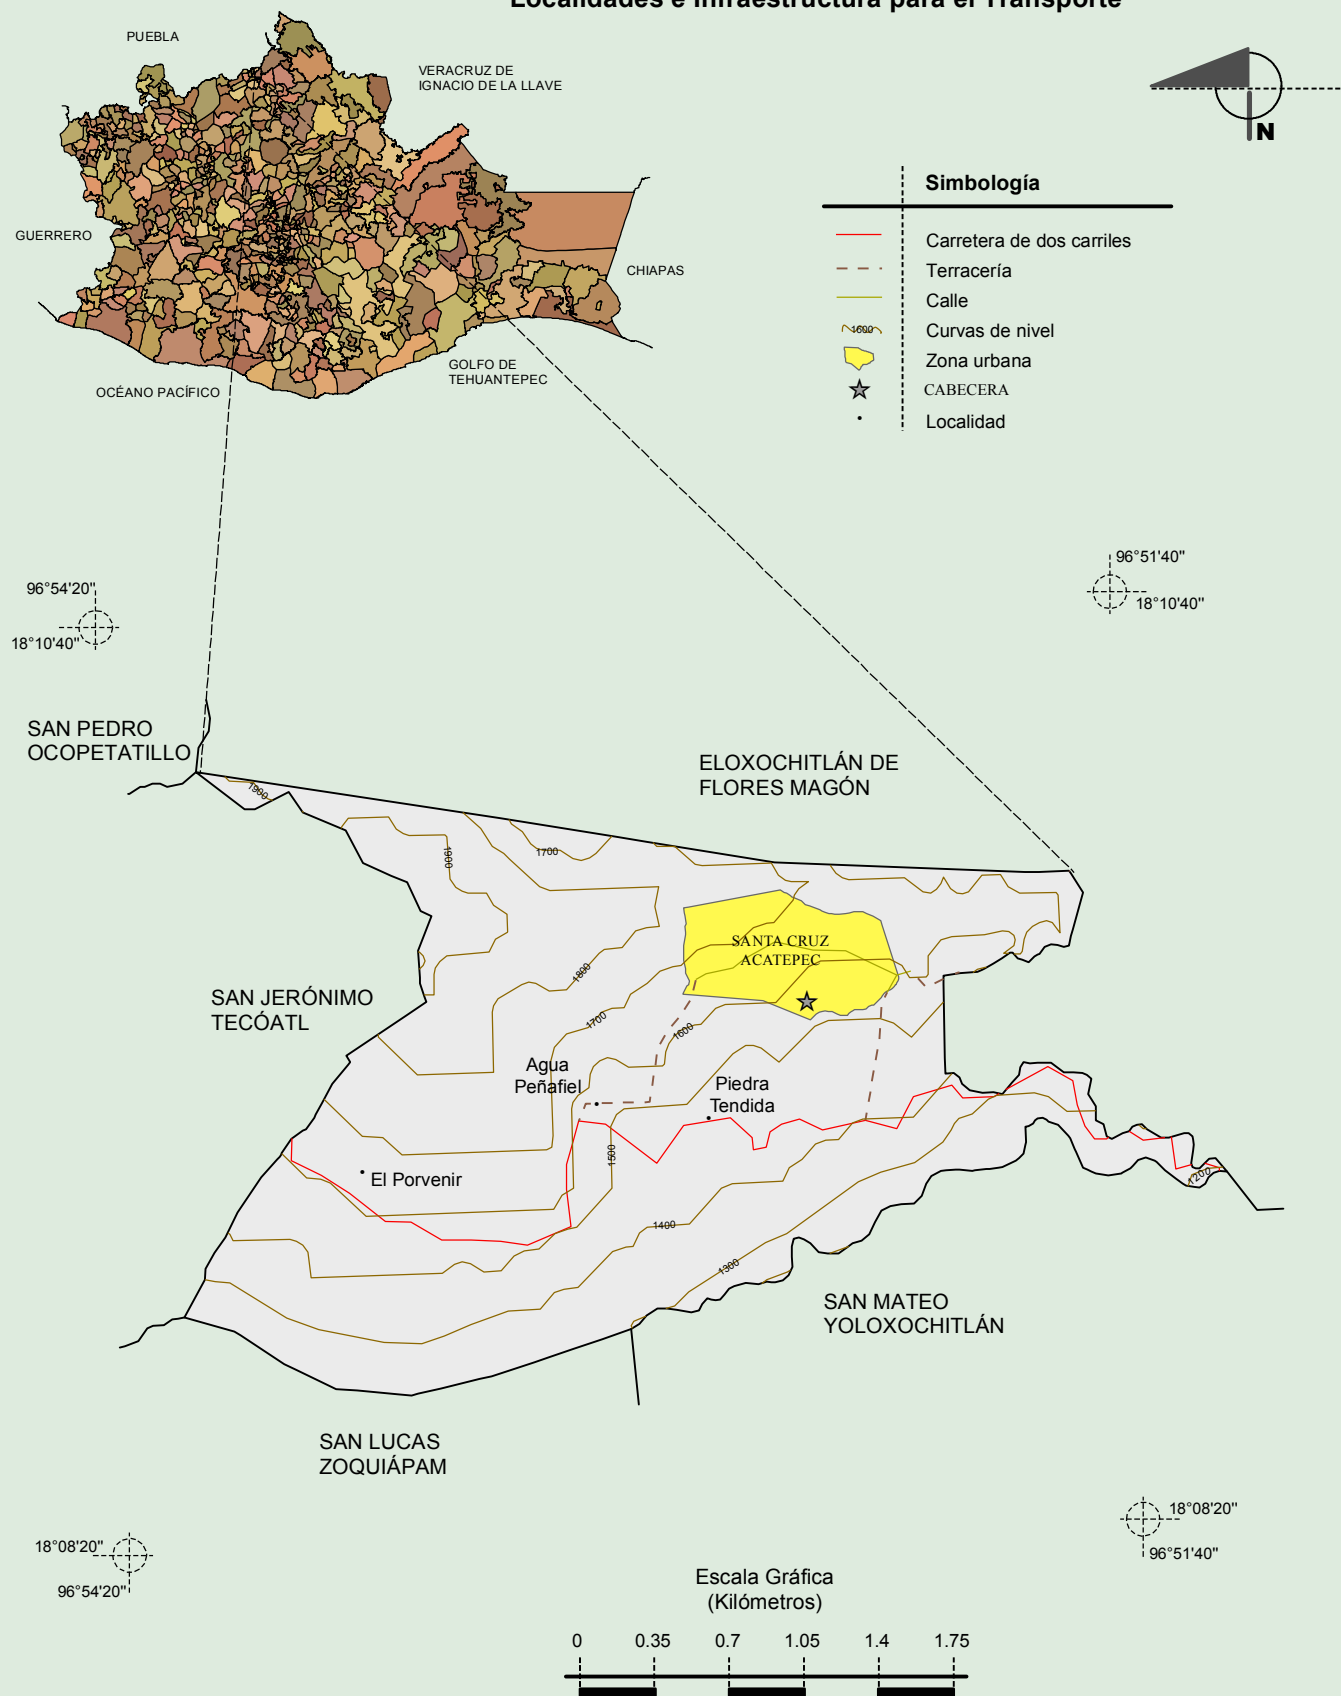 Localidades e Infraestructura para el Transporte
PUEBLA
VERACRUZ DE
IGNACIO DE LA LLAVE
GUERRERO
CHIAPAS
GOLFO DE
TEHUANTEPEC
OCÉANO PACÍFICO
N
Simbología
Carretera de dos carriles
Terracería
Calle
1600
Curvas de nivel
Zona urbana
CABECERA
Localidad
96°54'20"
18°10'40"
96°51'40"
18°10'40"
SAN PEDRO
OCOPETATILLO
ELOXOCHITLÁN DE
FLORES MAGÓN
1900
1900
1700
SANTA CRUZ
ACATEPEC
1800
SAN JERÓNIMO
TECÓATL
1700
1600
Agua
Peñafiel
Piedra
Tendida
1500
El Porvenir
1200
1400
1300
SAN MATEO
YOLOXOCHITLÁN
SAN LUCAS
ZOQUIÁPAM
18°08'20"
96°54'20"
18°08'20"
96°51'40"
Escala Gráfica
(Kilómetros)
0 0.35 0.7 1.05 1.4 1.75